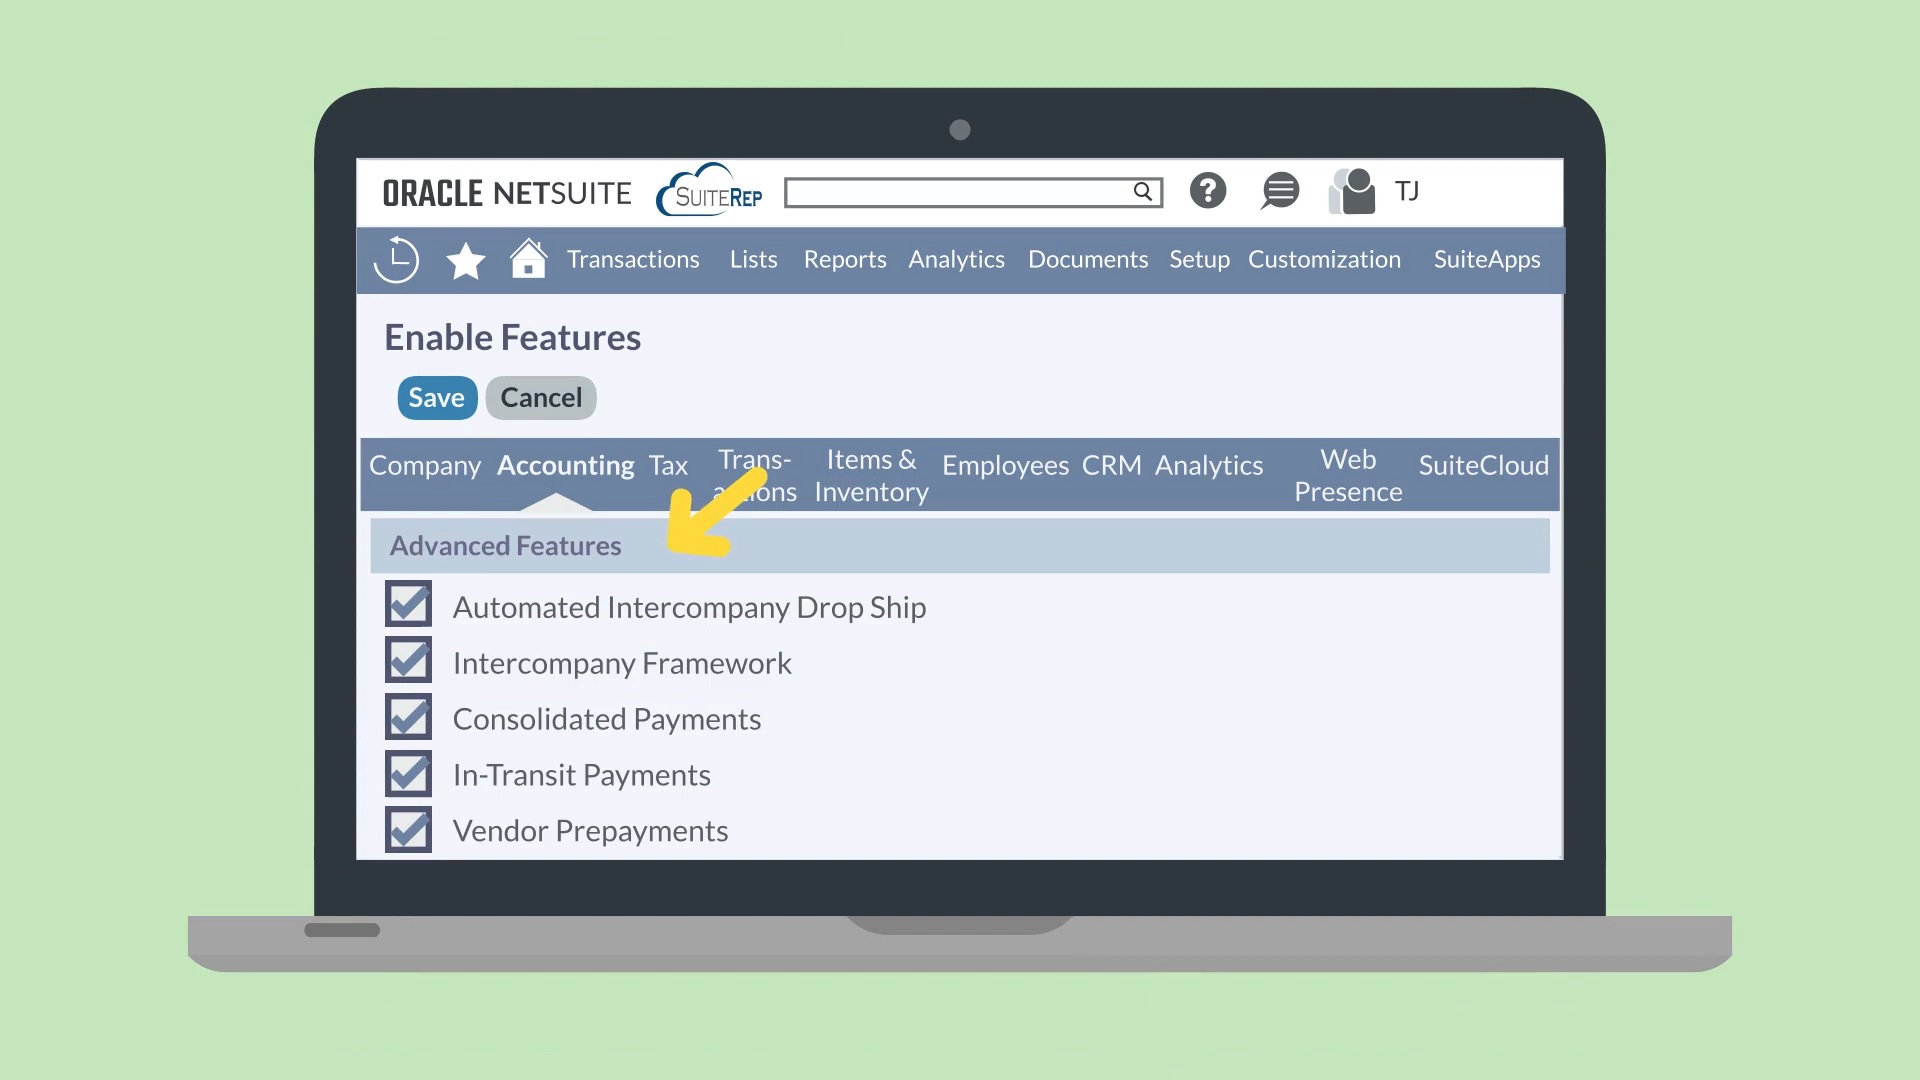 ORACLE NETSUITE SUITEREP TJ
Transactions Lists Reports Analytics Documents Setup Customization SuiteApps
Enable Features
Save Cancel
Company Accounting Tax Trans- Items & Employees CRM Analytics Web SuiteCloud
Inventory Presence
Advanced Features
Automated Intercompany Drop Ship
Intercompany Framework
Consolidated Payments
In-Transit Payments
Vendor Prepayments